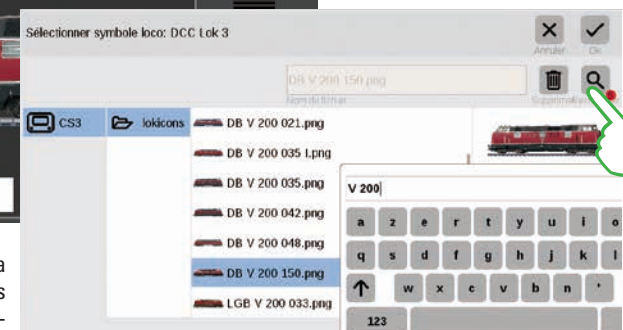 Sélectionner symbole loco: DCC Lok 3
Annuler Ok
DB V 200 150.png
Nom du fichier
Supprimer
CS3
lokicons
DB V 200 021.png
DB V 200 035 I.png
DB V 200 035.png
DB V 200 042.png
DB V 200 048.png
DB V 200 150.png
LGB V 200 033.png
V 200
a z e r t y u i o
q s d f g h j k l
w x c v b n '
123
a
s
-